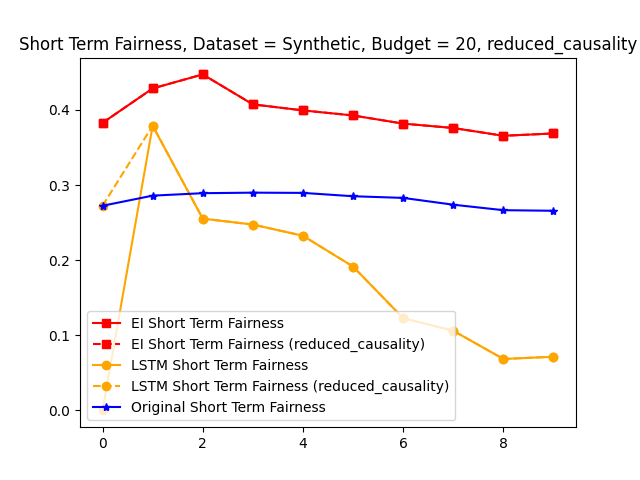 Short Term Fairness, Dataset = Synthetic, Budget = 20, reduced_causality
0.4
0.3
0.2
0.1
0.0
EI Short Term Fairness
EI Short Term Fairness (reduced_causality)
LSTM Short Term Fairness
LSTM Short Term Fairness (reduced_causality)
Original Short Term Fairness
0 2 4 6 8